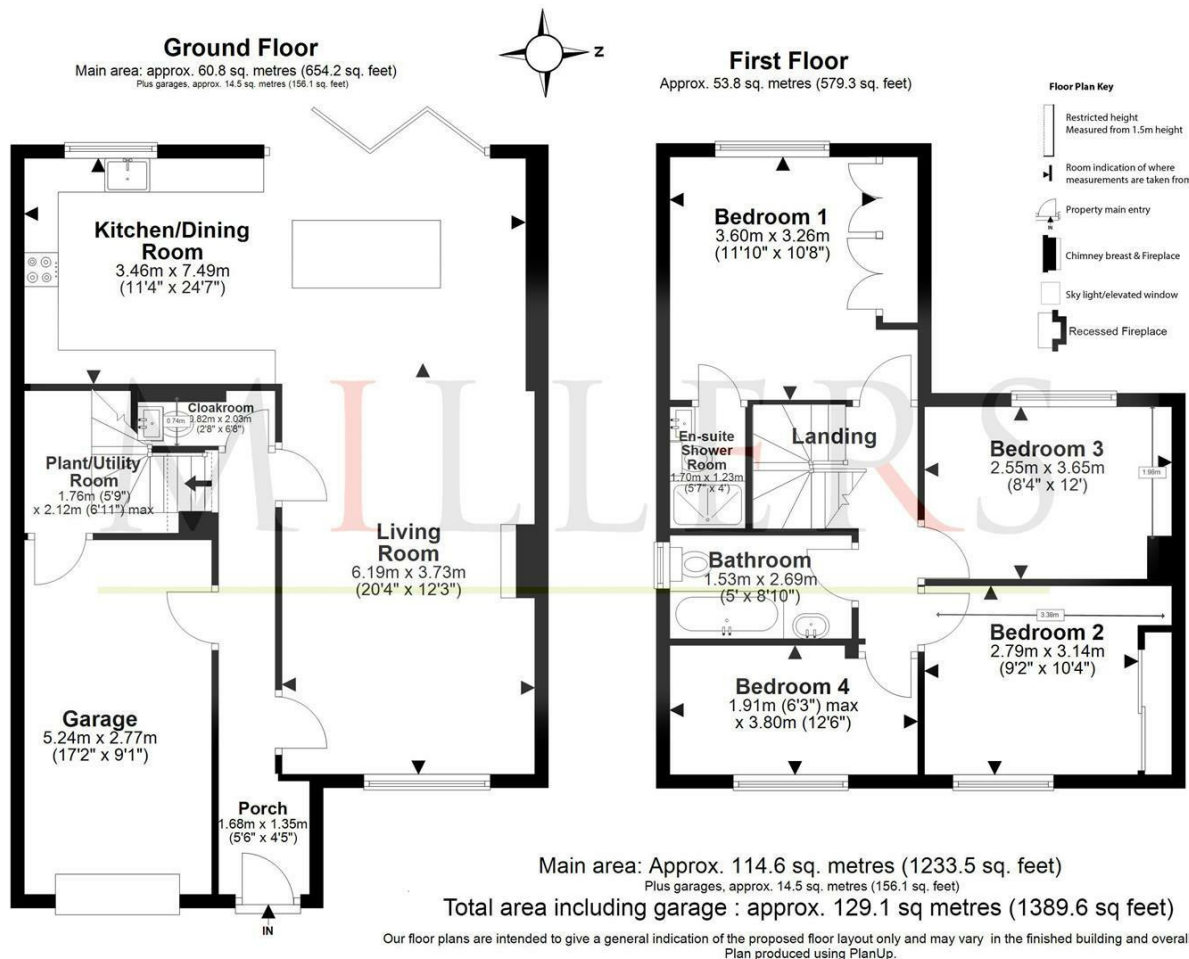 Ground Floor
Main area: approx. 60.8 sq. metres (654.2 sq. feet)
Plus garages, approx. 14.5 sq. metres (156.1 sq. feet)
Z
First Floor
Approx. 53.8 sq. metres (579.3 sq. feet)
Floor Plan Key
Restricted height
Measured from 1.5m height
Room indication of where
measurements are taken from
IN
Property main entry
Chimney breast & Fireplace
Sky light/elevated window
Recessed Fireplace
Kitchen/Dining
Room
3.46m x 7.49m
(11'4" x 24'7")
Cloakroom
0.82m x 2.03m
(2'8" x 6'8")
0.74m
Plant/Utility
Room
1.76m (5'9")
x 2.12m (6'11") max
Living
Room
6.19m x 3.73m
(20'4" x 12'3")
Garage
5.24m x 2.77m
(17'2" x 9'1")
Porch
1.68m x 1.35m
(5'6" x 4'5")
IN
Bedroom 1
3.60m x 3.26m
(11'10" x 10'8")
En-suite
Shower
Room
1.70m x 1.23m
(5'7" x 4')
Landing
Bedroom 3
2.55m x 3.65m
(8'4" x 12')
1.98m
Bathroom
1.53m x 2.69m
(5' x 8'10")
Bedroom 2
2.79m x 3.14m
(9'2" x 10'4")
3.38m
Bedroom 4
1.91m (6'3") max
x 3.80m (12'6")
MILLERS
Main area: Approx. 114.6 sq. metres (1233.5 sq. feet)
Plus garages, approx. 14.5 sq. metres (156.1 sq. feet)
Total area including garage : approx. 129.1 sq metres (1389.6 sq feet)
Our floor plans are intended to give a general indication of the proposed floor layout only and may vary in the finished building and overal
Plan produced using PlanUp.